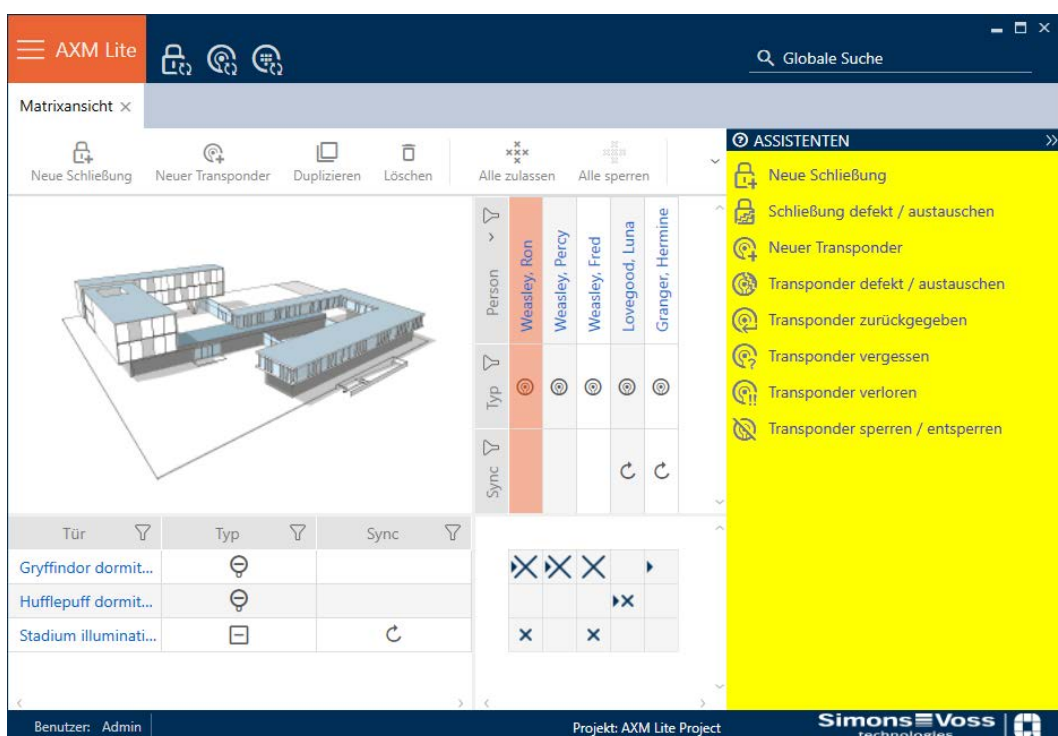 AXM Lite
Globale Suche
Matrixansicht
Neue Schließung
Neuer Transponder
Duplizieren
Löschen
Alle zulassen
Alle sperren
ASSISTENTEN
Neue Schließung
Schließung defekt / austauschen
Neuer Transponder
Transponder defekt / austauschen
Transponder zurückgegeben
Transponder vergessen
Transponder verloren
Transponder sperren / entsperren
Person
Weasley, Ron
Weasley, Percy
Weasley, Fred
Lovegood, Luna
Granger, Hermine
Typ
Sync
Tür Typ Sync
Gryffindor dormit...
Hufflepuff dormit...
Stadium illuminati...
Benutzer: Admin
Projekt: AXM Lite Project
Simons Voss
technologies